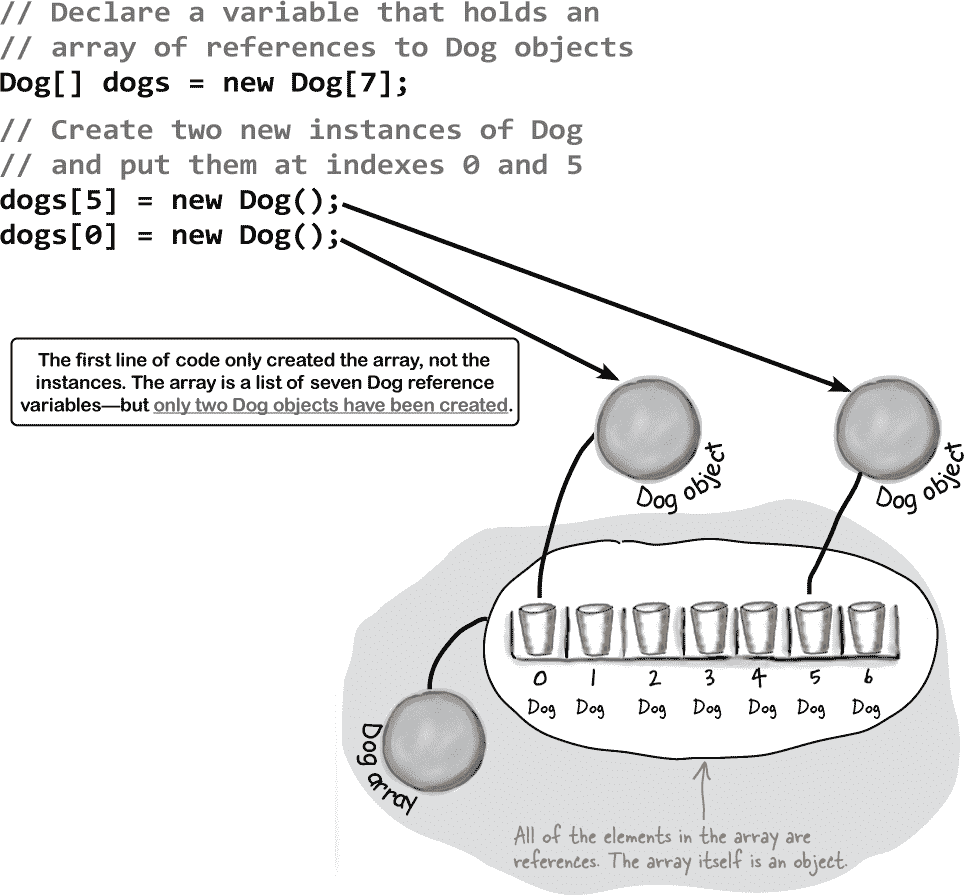 // Declare a variable that holds an
// array of references to Dog objects
Dog[] dogs = new Dog[7];
// Create two new instances of Dog
// and put them at indexes 0 and 5
dogs[5] = new Dog();
dogs[0] = new Dog();
The first line of code only created the array, not the
instances. The array is a list of seven Dog reference
variables—but only two Dog objects have been created.
Dog object
Dog object
0 1 2 3 4 5 6
Dog Dog Dog Dog Dog Dog Dog
Dog array
All of the elements in the array are
references. The array itself is an object.